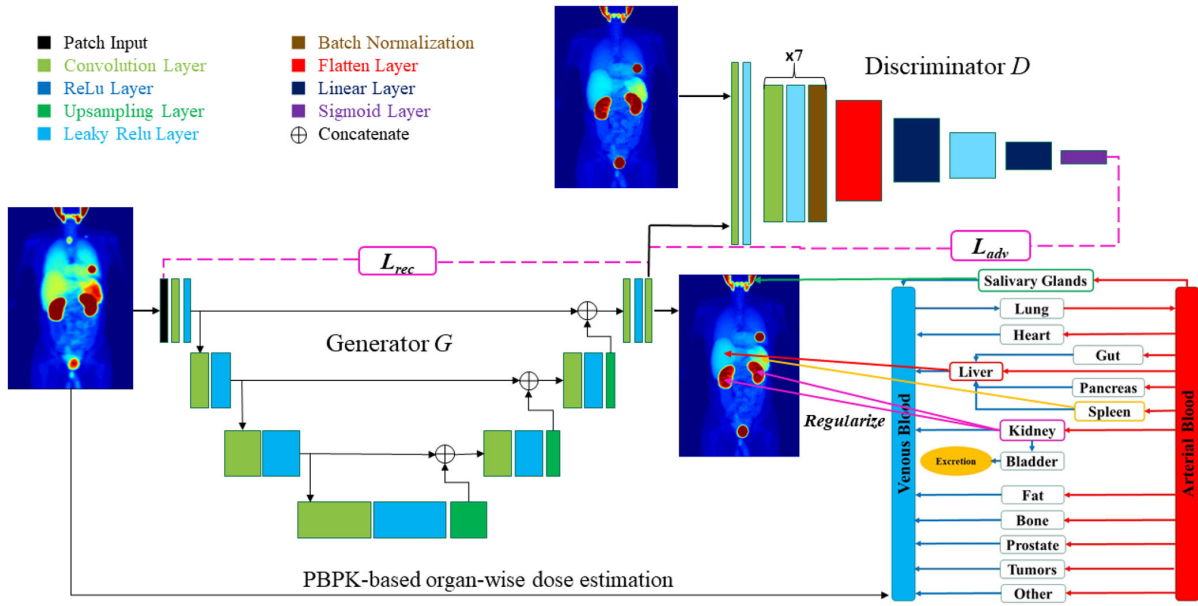 Patch Input
Convolution Layer
ReLu Layer
Upsampling Layer
Leaky Relu Layer
Batch Normalization
Flatten Layer
Linear Layer
Sigmoid Layer
Concatenate
x7
Discriminator D
L_rec
L_adv
Generator G
Regularize
PBPK-based organ-wise dose estimation
Venous Blood
Arterial Blood
Salivary Glands
Lung
Heart
Gut
Liver
Pancreas
Spleen
Kidney
Bladder
Excretion
Fat
Bone
Prostate
Tumors
Other